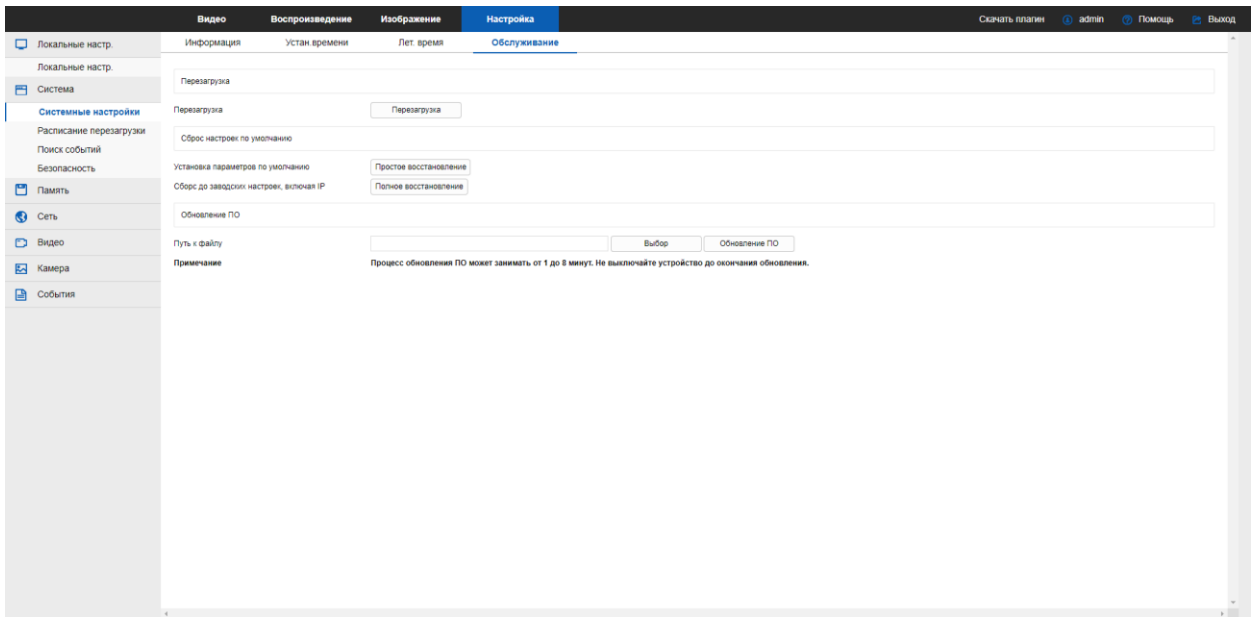 Видео Воспроизведение Изображение Настройка Скачать плагин admin Помощь Выход
Локальные настр. Информация Устан.времени Лет. время Обслуживание
Локальные настр.
Перезагрузка
Система
Системные настройки Перезагрузка Перезагрузка
Расписание перезагрузки
Сброс настроек по умолчанию
Поиск событий
Безопасность Установка параметров по умолчанию Простое восстановление
Память Сборс до заводских настроек, включая IP Полное восстановление
Сеть Обновление ПО
Видео Путь к файлу Выбор Обновление ПО
Камера Примечание Процесс обновления ПО может занимать от 1 до 8 минут. Не выключайте устройство до окончания обновления.
События